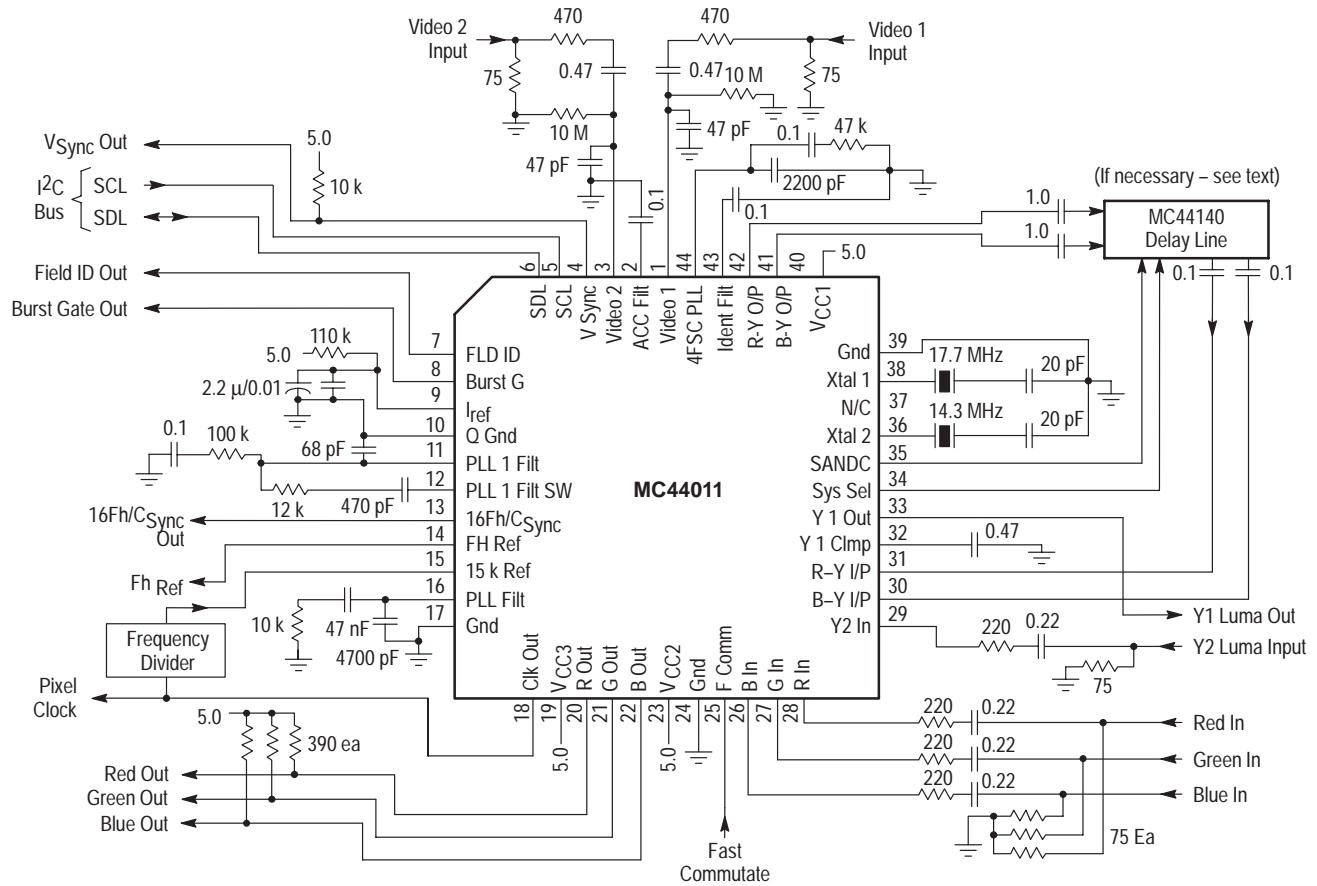 Video 2
Input
470
75
0.47
10 M
47 pF
0.1
470
Video 1
Input
0.47
10 M
75
47 pF
0.1
47 k
2200 pF
0.1
VSync Out
5.0
10 k
I2C
Bus
SCL
SDL
Field ID Out
Burst Gate Out
(If necessary – see text)
1.0
1.0
MC44140
Delay Line
0.1
0.1
6
5
4
3
2
1
44
43
42
41
40
5.0
SDL
SCL
V Sync
Video 2
ACC Filt
Video 1
4FSC PLL
Ident Filt
R-Y O/P
B-Y O/P
VCC1
110 k
5.0
2.2 µ/0.01
68 pF
0.1
100 k
12 k
470 pF
16Fh/CSync
Out
Fh Ref
Frequency
Divider
10 k
47 nF
4700 pF
Pixel
Clock
7 FLD ID
8 Burst G
9 Iref
10 Q Gnd
11 PLL 1 Filt
12 PLL 1 Filt SW
13 16Fh/CSync
14 FH Ref
15 15 k Ref
16 PLL Filt
17 Gnd
MC44011
Gnd 39
Xtal 1 38
N/C 37
Xtal 2 36
SANDC 35
Sys Sel 34
Y 1 Out 33
Y 1 Clmp 32
R–Y I/P 31
B–Y I/P 30
Y2 In 29
17.7 MHz
20 pF
14.3 MHz
20 pF
0.47
Y1 Luma Out
220
0.22
Y2 Luma Input
75
Clk Out
VCC3
R Out
G Out
B Out
VCC2
Gnd
F Comm
B In
G In
R In
18
19
20
21
22
23
24
25
26
27
28
5.0
5.0
5.0
390 ea
Red Out
Green Out
Blue Out
Fast
Commutate
220
0.22
Red In
220
0.22
Green In
220
0.22
Blue In
75 Ea